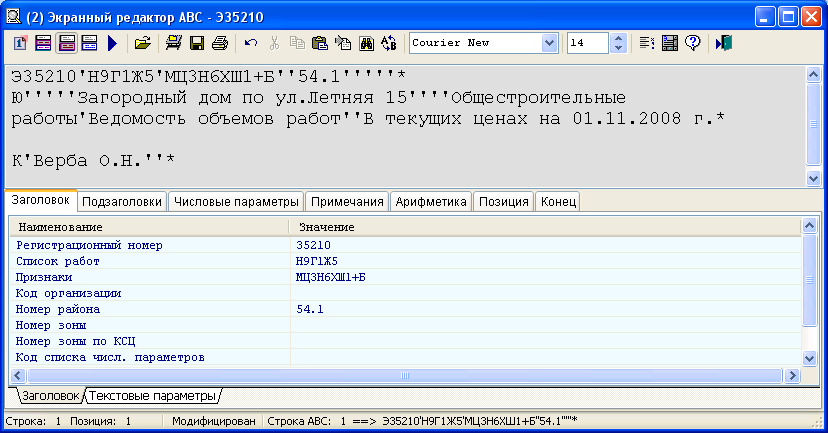 (2) Экранный редактор АВС - Э35210
Courier New 14
Э35210'Н9Г1Ж5'МЦ3Н6ХШ1+Б''54.1'''''*
Ю'''''Загородный дом по ул.Летняя 15''''Общестроительные
работы'Ведомость объемов работ''В текущих ценах на 01.11.2008 г.*
К'Верба О.Н.''*
Заголовок Подзаголовки Числовые параметры Примечания Арифметика Позиция Конец
Наименование Значение
Регистрационный номер 35210
Список работ Н9Г1Ж5
Признаки МЦ3Н6ХШ1+Б
Код организации
Номер района 54.1
Номер зоны
Номер зоны по КСЦ
Код списка числ. параметров
Заголовок Текстовые параметры
Строка: 1 Позиция: 1 Модифицирован Строка АВС: 1 ==> Э35210'Н9Г1Ж5'МЦ3Н6ХШ1+Б''54.1'''''*